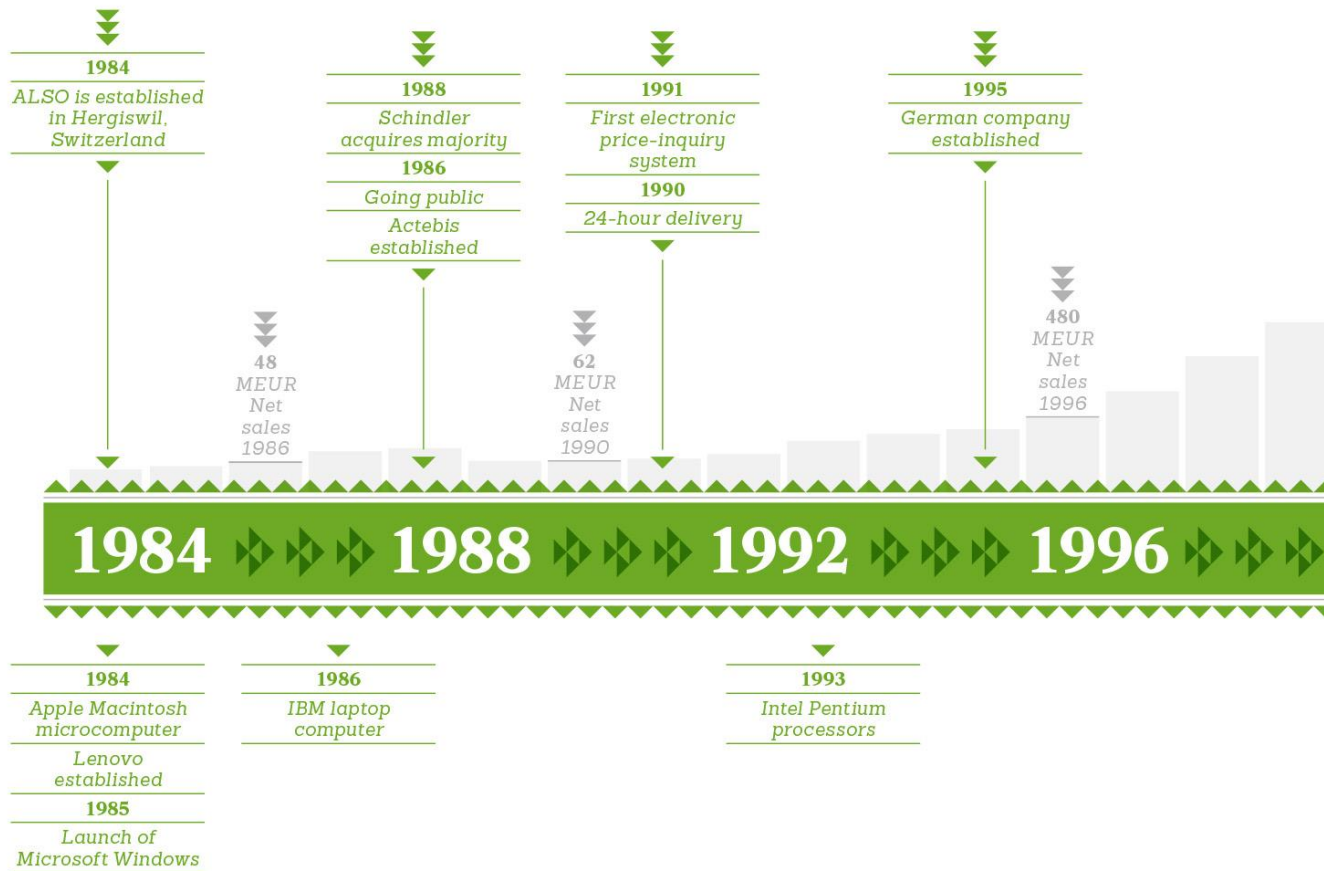 1984
ALSO is established
in Hergiswil,
Switzerland
1988
Schindler
acquires majority
1986
Going public
Actebis
established
1991
First electronic
price-inquiry
system
1990
24-hour delivery
1995
German company
established
48
MEUR
Net
sales
1986
62
MEUR
Net
sales
1990
480
MEUR
Net
sales
1996
1984
1988
1992
1996
1984
Apple Macintosh
microcomputer
Lenovo
established
1985
Launch of
Microsoft Windows
1986
IBM laptop
computer
1993
Intel Pentium
processors